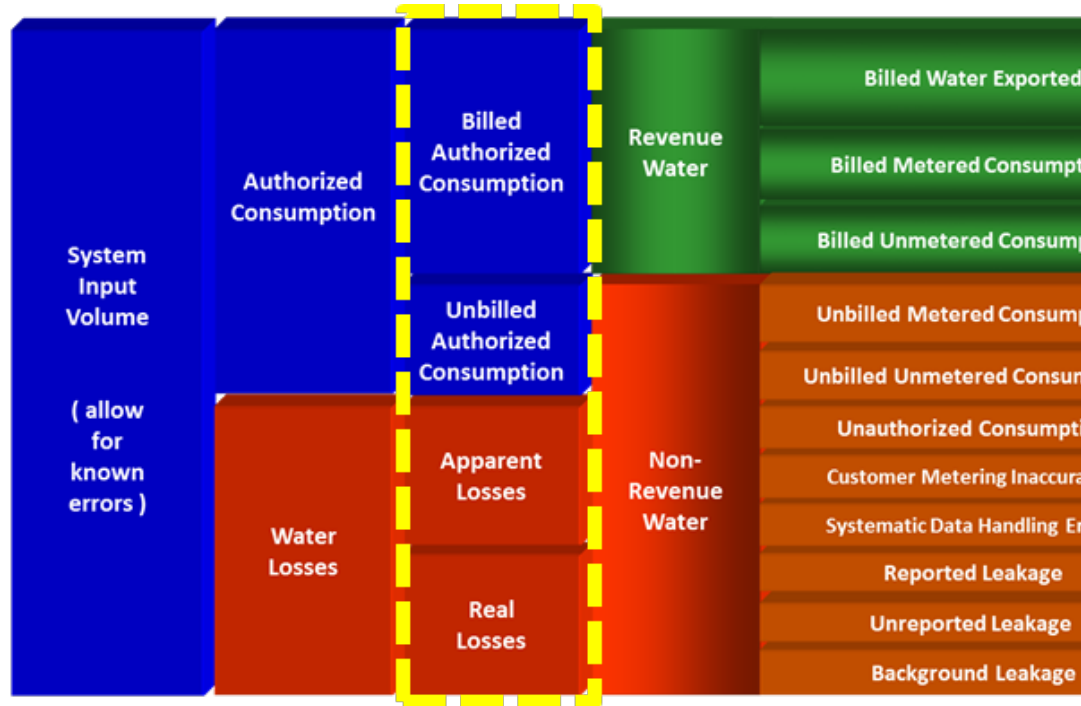 System
Input
Volume
( allow
for
known
errors )
Authorized
Consumption
Water
Losses
Billed
Authorized
Consumption
Unbilled
Authorized
Consumption
Apparent
Losses
Real
Losses
Revenue
Water
Non-
Revenue
Water
Billed Water Exported
Billed Metered
Billed Unmetered
Unbilled Metered
Unbilled Unmetered
Unauthorized
Customer Metering
Systematic Data Handling
Reported Leakage
Unreported Leakage
Background Leakage